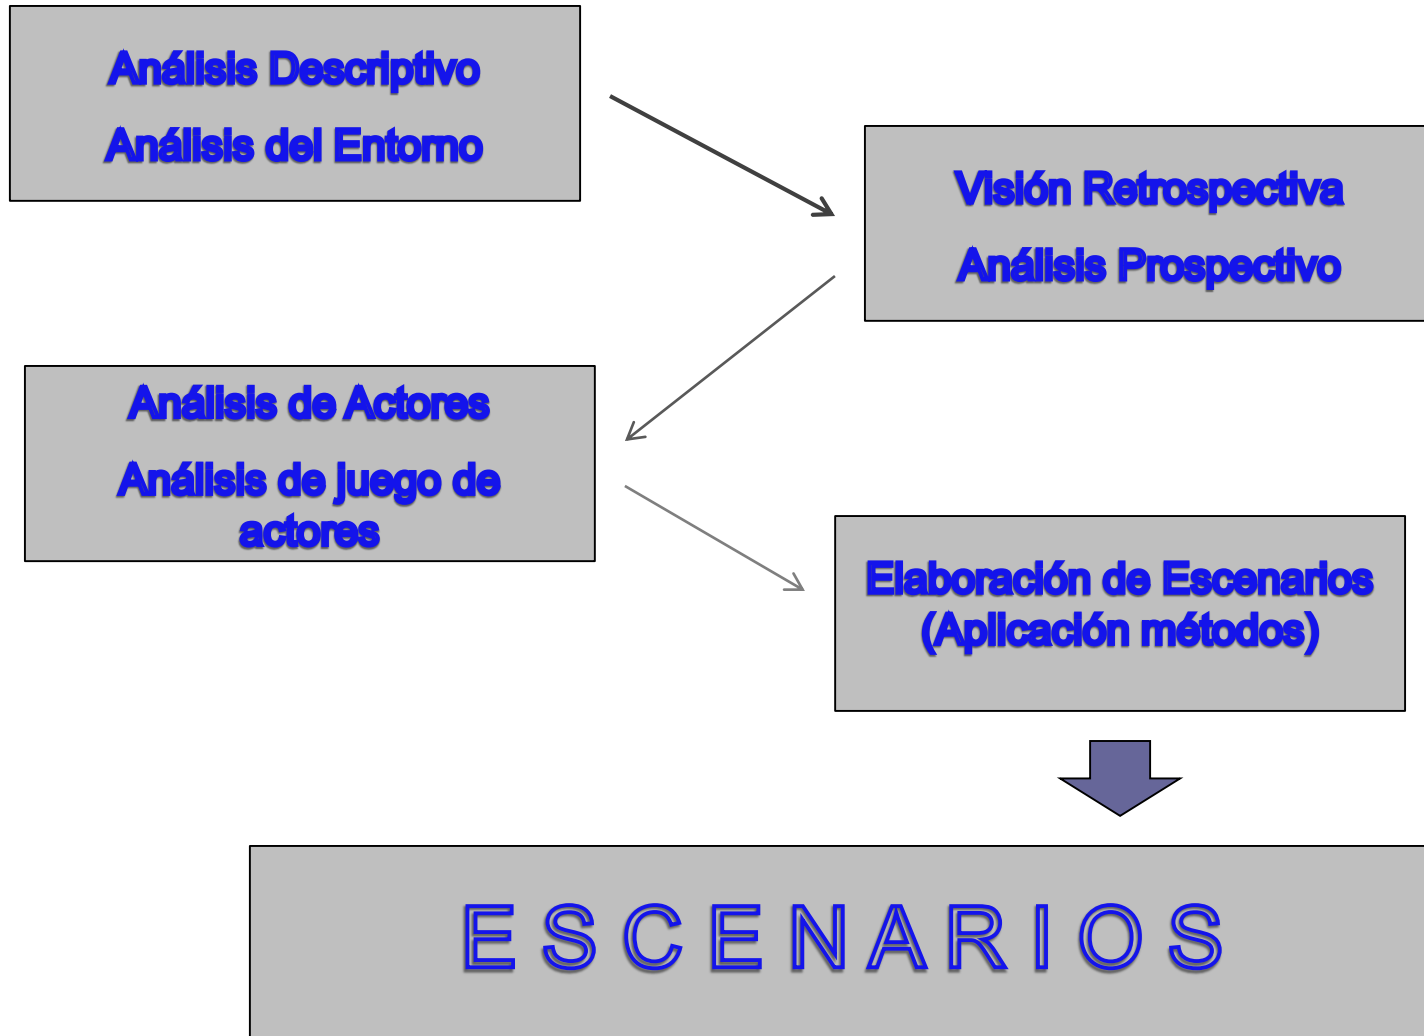 Análisis Descriptivo
Análisis del Entorno
Visión Retrospectiva
Análisis Prospectivo
Análisis de Actores
Análisis de juego de
actores
Elaboración de Escenarios
(Aplicación métodos)
E S C E N A R I O S